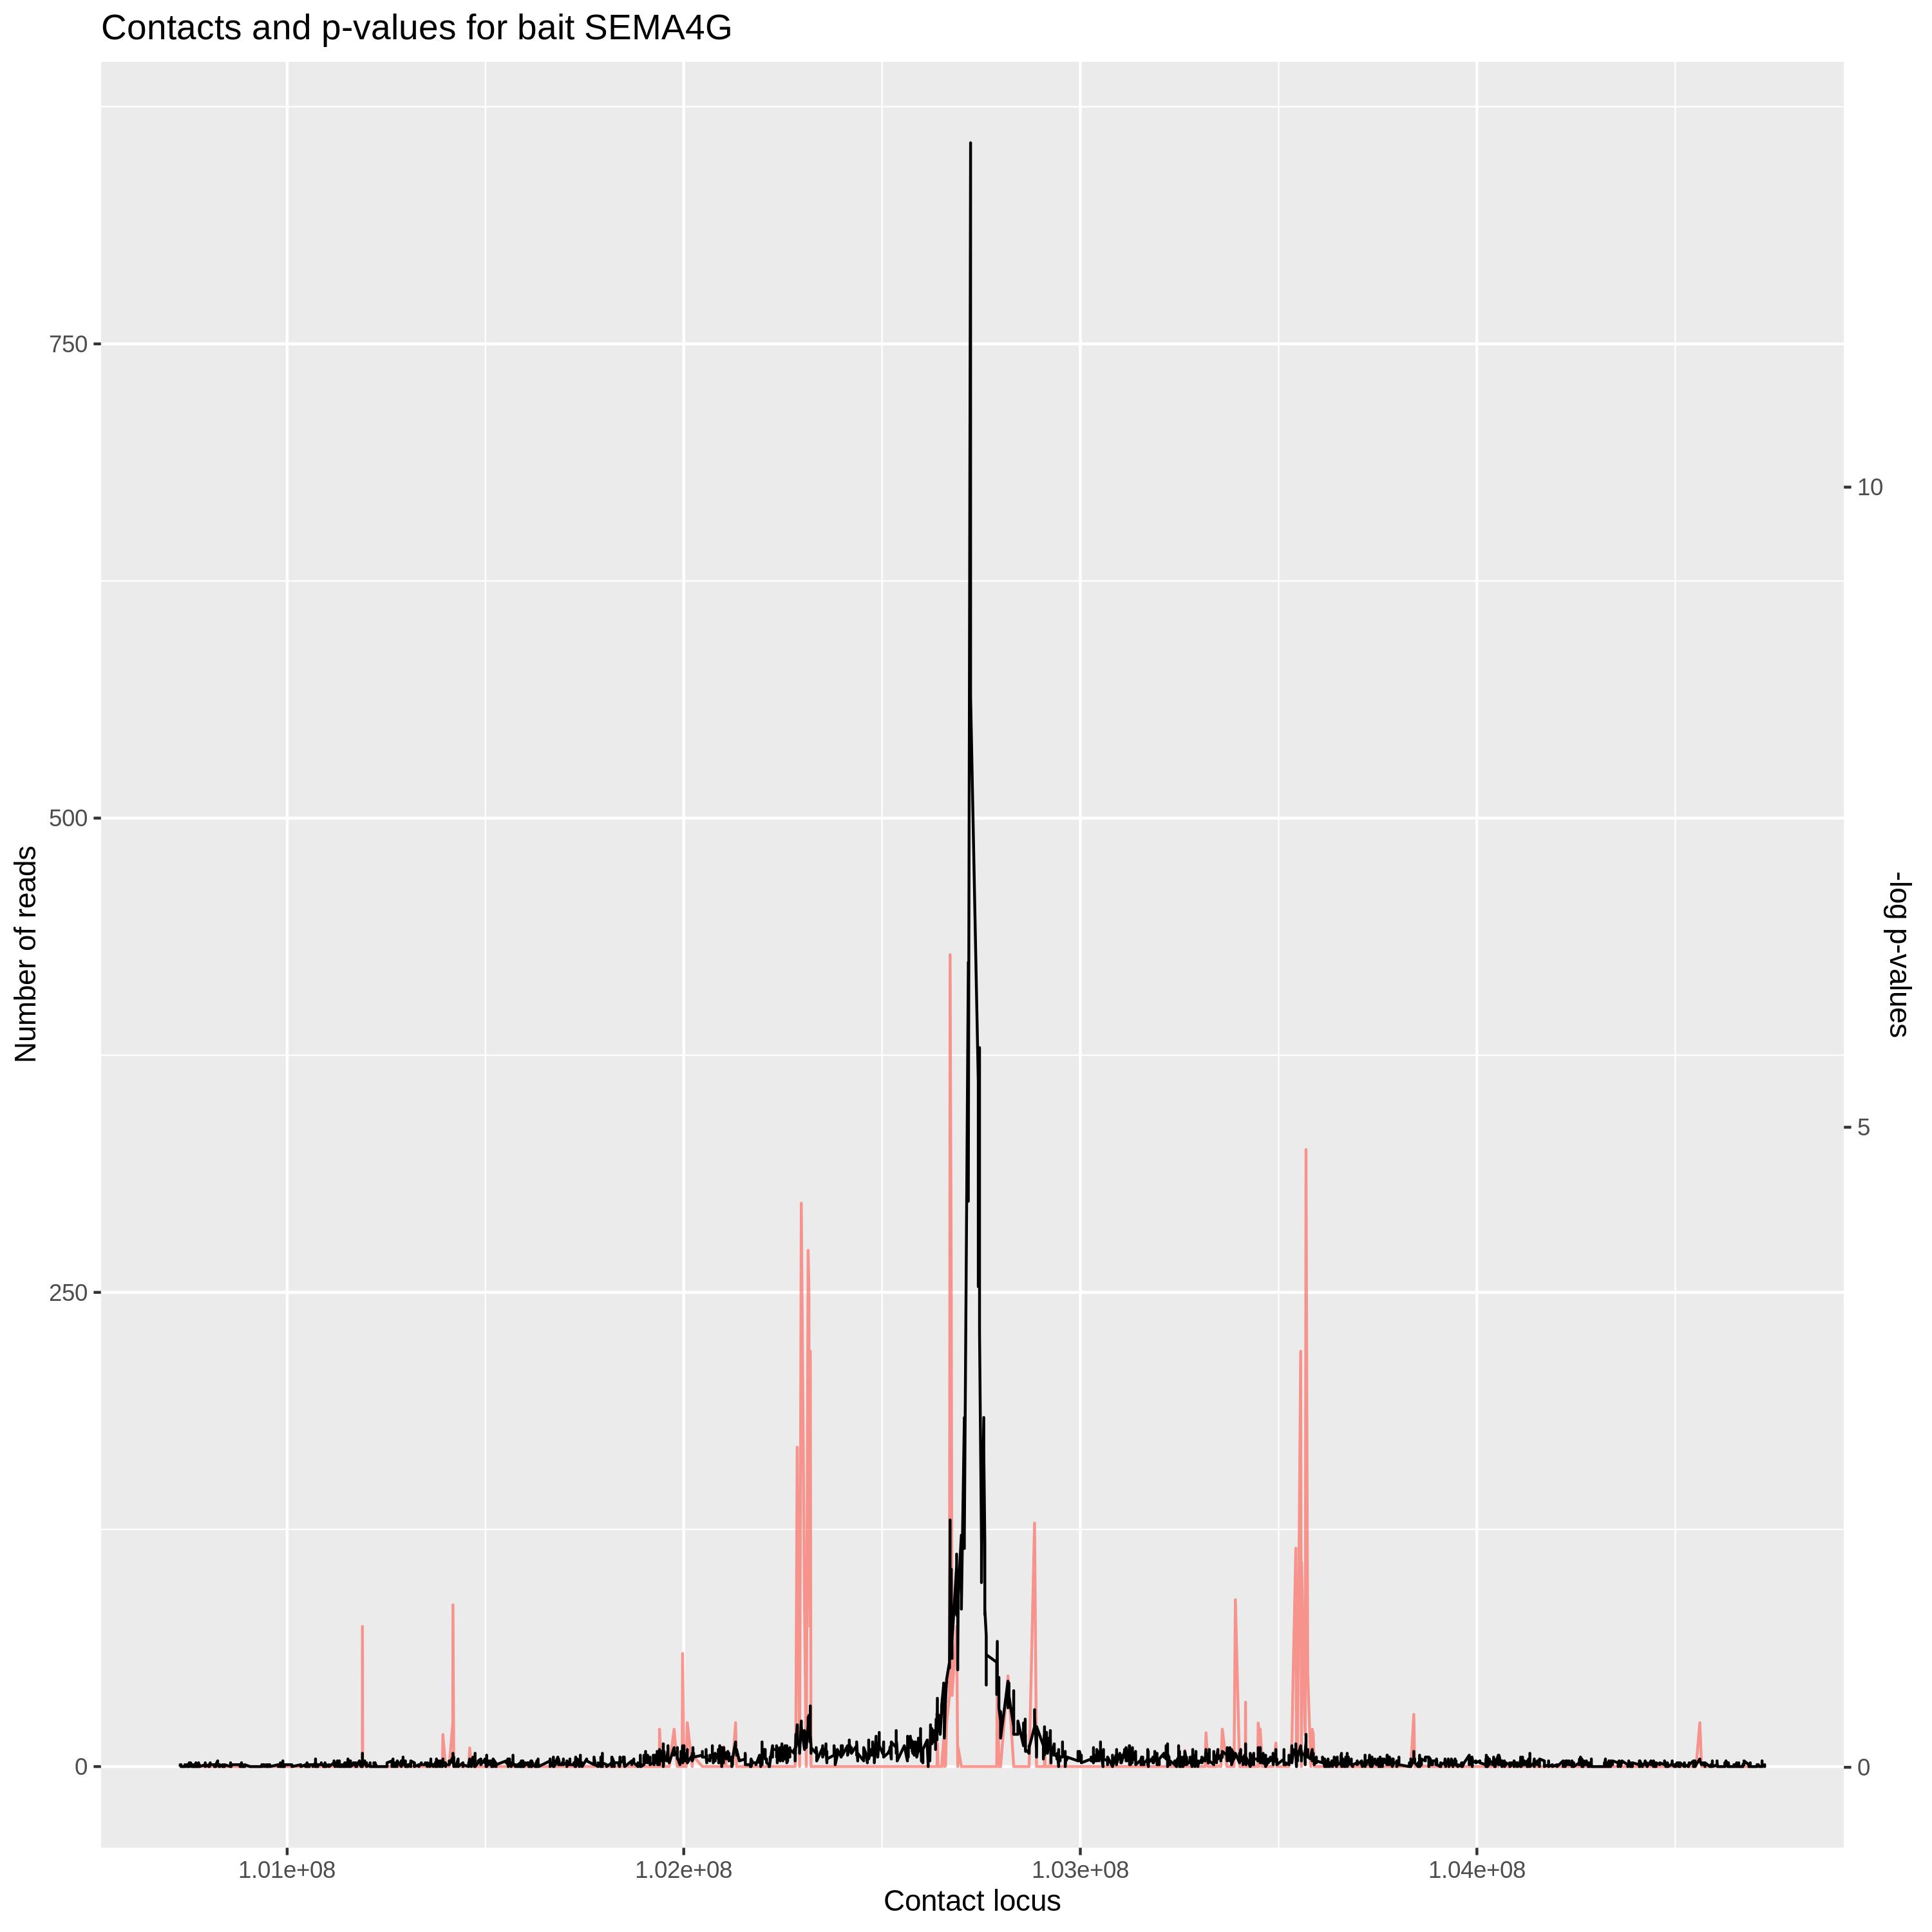 Contacts and p-values for bait SEMA4G
750
500
250
0
Number of reads
10
5
0
-log p-values
1.01e+08
1.02e+08
1.03e+08
1.04e+08
Contact locus